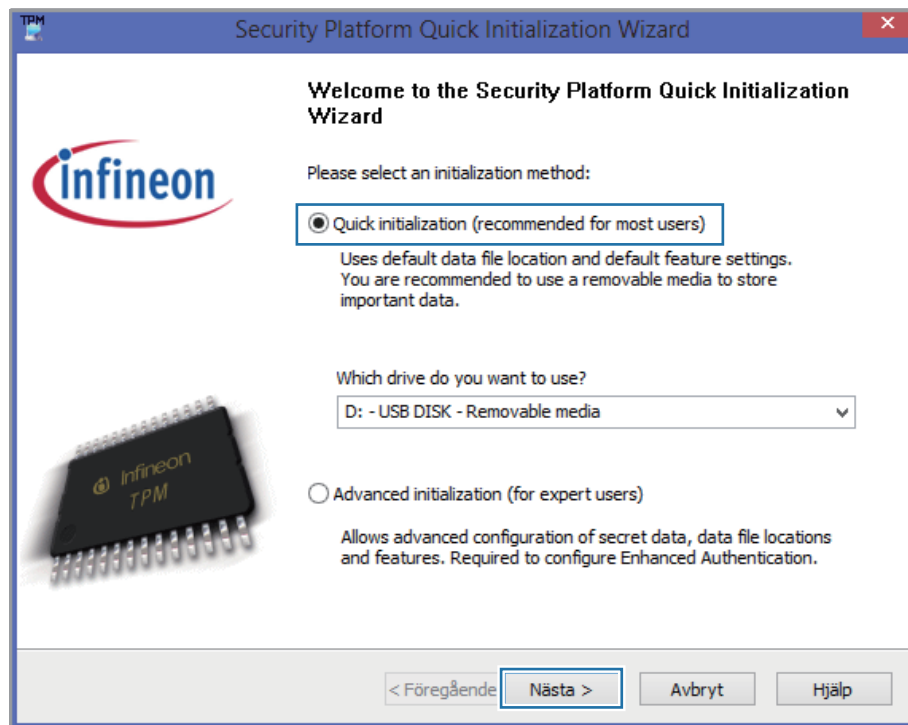 TPM
Security Platform Quick Initialization Wizard
Welcome to the Security Platform Quick Initialization
Wizard
infineon
Please select an initialization method:
Quick initialization (recommended for most users)
Uses default data file location and default feature settings.
You are recommended to use a removable media to store
important data.
Which drive do you want to use?
D: - USB DISK - Removable media
Infineon
TPM
Advanced initialization (for expert users)
Allows advanced configuration of secret data, data file locations
and features. Required to configure Enhanced Authentication.
< Föregående Nästa > Avbryt Hjälp